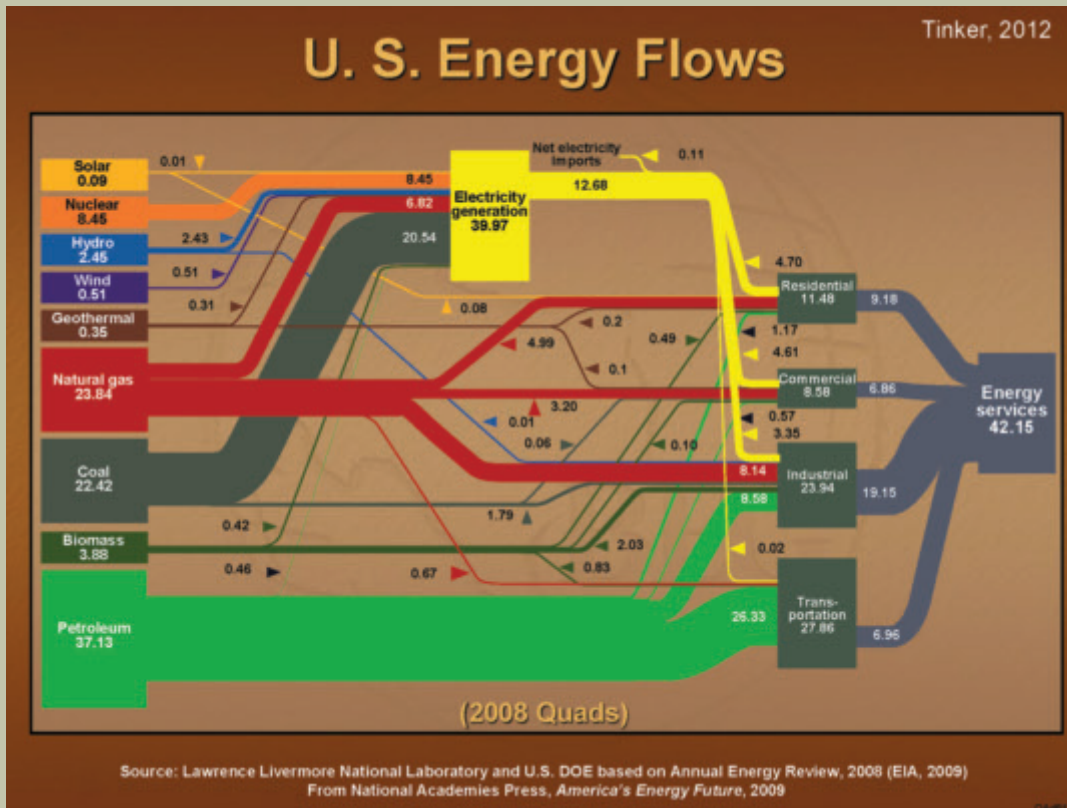 Tinker, 2012
U. S. Energy Flows
Solar
0.09
0.01
Nuclear
8.45
Hydro
2.45
2.43
Wind
0.51
0.51
Geothermal
0.35
0.31
Natural gas
23.84
Coal
22.42
Biomass
3.88
Petroleum
37.13
8.45
6.82
20.54
Electricity
generation
39.97
Net electricity
imports
0.11
12.68
0.08
4.99
0.2
0.1
3.20
0.01
0.06
0.49
0.10
1.79
0.42
0.46
0.67
2.03
0.83
4.70
Residential
11.48
9.18
1.17
4.61
Commercial
8.58
6.86
0.57
3.35
8.14
8.58
Industrial
23.94
19.15
0.02
26.33
Trans-
portation
27.86
6.96
Energy
services
42.15
(2008 Quads)
Source: Lawrence Livermore National Laboratory and U.S. DOE based on Annual Energy Review, 2008 (EIA, 2009)
From National Academies Press, America's Energy Future, 2009